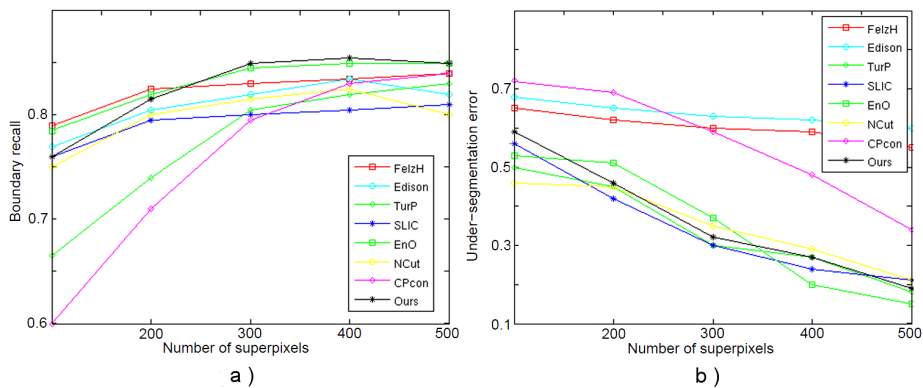 Boundary recall
0.8
0.7
0.6
200
300
400
500
Number of superpixels
FelzH
Edison
TurP
SLIC
EnO
NCut
CPcon
Ours
a )
Under-segmentation error
0.7
0.5
0.3
0.1
200
300
400
500
Number of superpixels
FelzH
Edison
TurP
SLIC
EnO
NCut
CPcon
Ours
b )